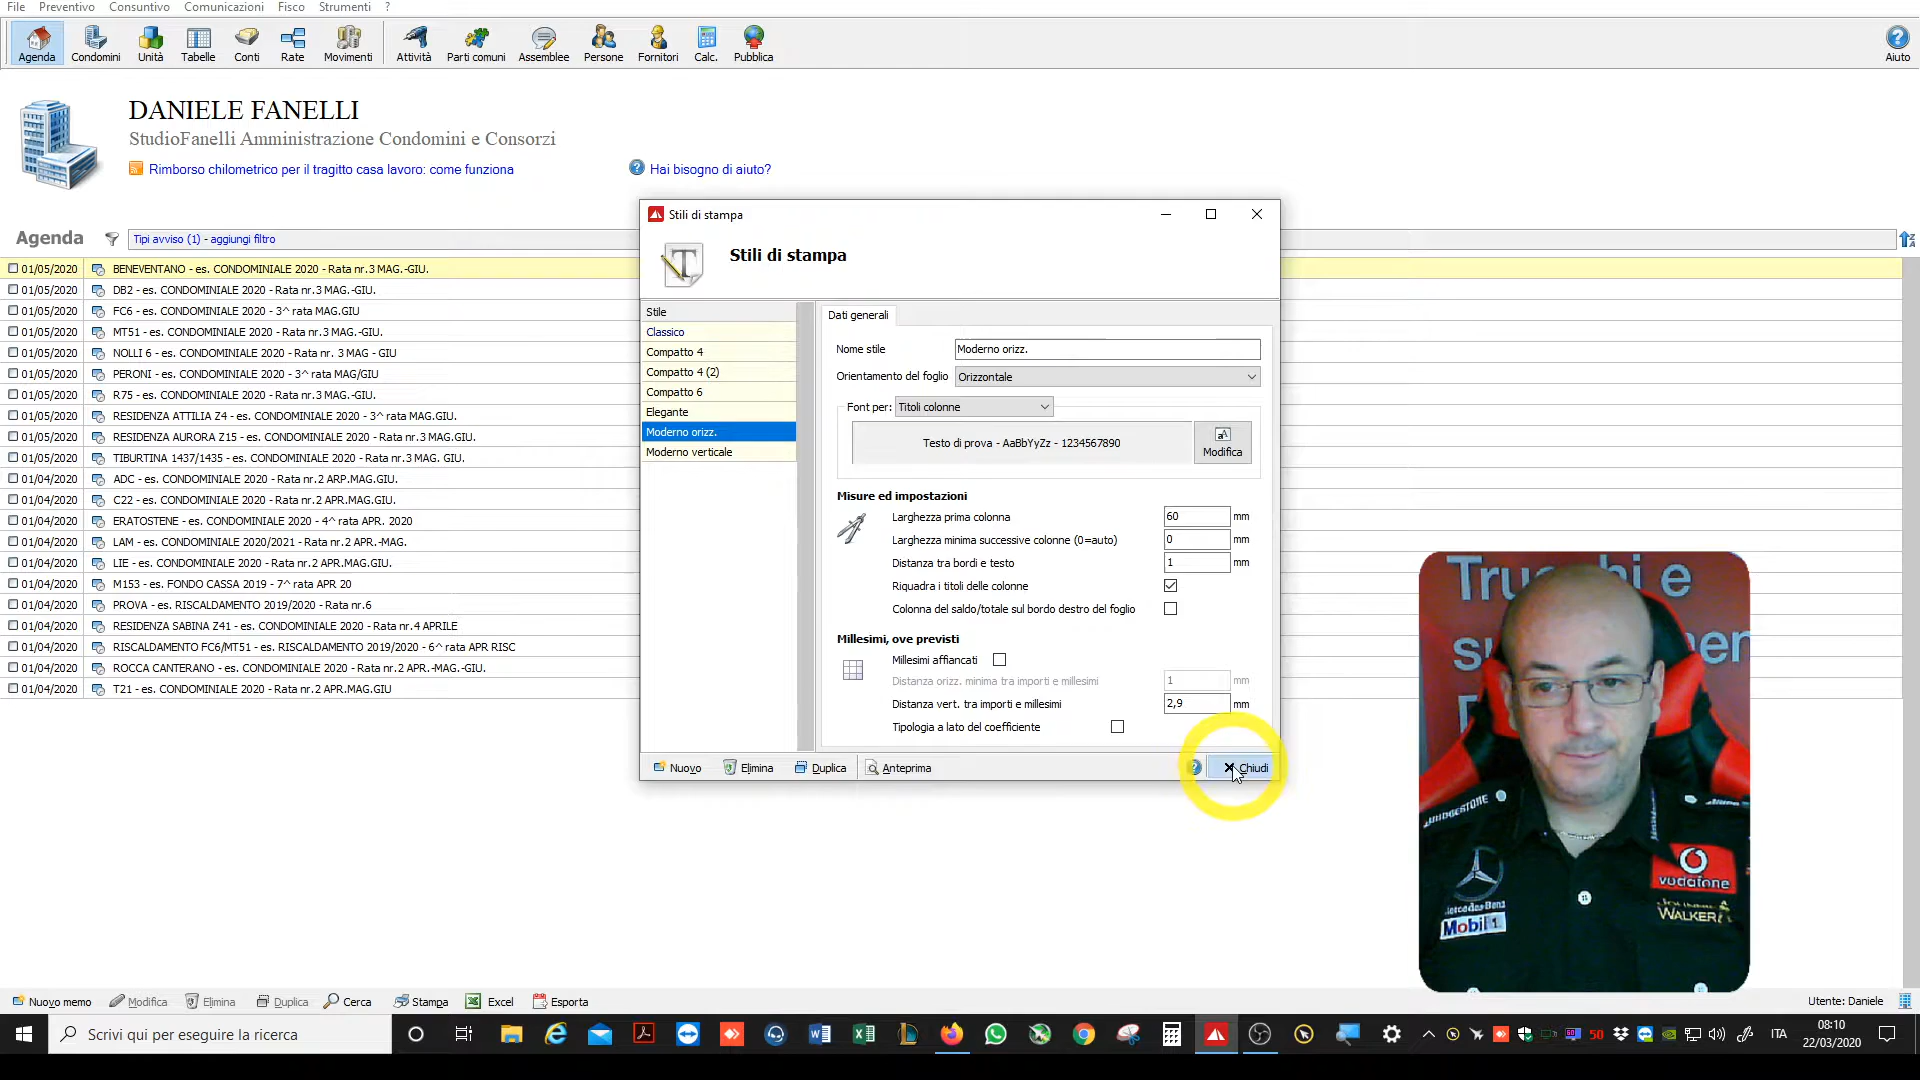 File Preventivo Consuntivo Comunicazioni Fisco Strumenti ?
Agenda Condomini Unità Tabelle Conti Rate Movimenti Attività Parti comuni Assemblee Persone Fornitori Calc. Pubblica Aiuto
DANIELE FANELLI
StudioFanelli Amministrazione Condomini e Consorzi
Rimborso chilometrico per il tragitto casa lavoro: come funziona
Hai bisogno di aiuto?
Agenda
Tipi avviso (1) - aggiungi filtro
01/05/2020 BENEVENTANO - es. CONDOMINIALE 2020 - Rata nr.3 MAG.-GIU.
01/05/2020 DB2 - es. CONDOMINIALE 2020 - Rata nr.3 MAG-GIU.
01/05/2020 FC6 - es. CONDOMINIALE 2020 - 3^ rata MAG.GIU
01/05/2020 MT51 - es. CONDOMINIALE 2020 - Rata nr.3 MAG.-GIU.
01/05/2020 NOLLI 6 - es. CONDOMINIALE 2020 - Rata nr. 3 MAG - GIU
01/05/2020 PERONI - es. CONDOMINIALE 2020 - 3^ rata MAG/GIU
01/05/2020 R75 - es. CONDOMINIALE 2020 - Rata nr.3 MAG.-GIU.
01/05/2020 RESIDENZA ATTILIA Z4 - es. CONDOMINIALE 2020 - 3^ rata MAG.GIU.
01/05/2020 RESIDENZA AURORA Z15 - es. CONDOMINIALE 2020 - Rata nr.3 MAG.GIU.
01/05/2020 TIBURTINA 1437/1435 - es. CONDOMINIALE 2020 - Rata nr.3 MAG. GIU.
01/04/2020 ADC - es. CONDOMINIALE 2020 - Rata nr.2 ARP.MAG.GIU.
01/04/2020 C22 - es. CONDOMINIALE 2020 - Rata nr.2 APR.MAG.GIU.
01/04/2020 ERATOSTENE - es. CONDOMINIALE 2020 - 4^ rata APR. 2020
01/04/2020 LAM - es. CONDOMINIALE 2020/2021 - Rata nr.2 APR.-MAG.
01/04/2020 LIE - es. CONDOMINIALE 2020 - Rata nr.2 APR.MAG.GIU.
01/04/2020 M153 - es. FONDO CASSA 2019 - 7^ rata APR 20
01/04/2020 PROVA - es. RISCALDAMENTO 2019/2020 - Rata nr.6
01/04/2020 RESIDENZA SABINA Z41 - es. CONDOMINIALE 2020 - Rata nr.4 APRILE
01/04/2020 RISCALDAMENTO FC6/MT51 - es. RISCALDAMENTO 2019/2020 - 6^ rata APR RISC
01/04/2020 ROCCA CANTERANO - es. CONDOMINIALE 2020 - Rata nr.2 APR.-MAG.-GIU.
01/04/2020 T21 - es. CONDOMINIALE 2020 - Rata nr.2 APR.MAG.GIU
Stili di stampa
Stili di stampa
Stile
Classico
Compatto 4
Compatto 4 (2)
Compatto 6
Elegante
Moderno orizz.
Moderno verticale
Dati generali
Nome stile Moderno orizz.
Orientamento del foglio Orizzontale
Font per: Titoli colonne
Testo di prova - AaBbYyZz - 1234567890
Modifica
Misure ed impostazioni
Larghezza prima colonna 60 mm
Larghezza minima successive colonne (0=auto) 0 mm
Distanza tra bordi e testo 1 mm
Riquadra i titoli delle colonne
Colonna del saldo/totale sul bordo destro del foglio
Millesimi, ove previsti
Millesimi affiancati
Distanza orizz. minima tra importi e millesimi 1 mm
Distanza vert. tra importi e millesimi 2,9 mm
Tipologia a lato del coefficiente
Nuovo Elimina Duplica Anteprima Chiudi
BRIDGESTONE
Mercedes-Benz
Mobil 1
vodafone
WALKER
Nuovo memo Modifica Elimina Duplica Cerca Stampa Excel Esporta
Utente: Daniele
Scrivi qui per eseguire la ricerca
50
ITA
08:10
22/03/2020